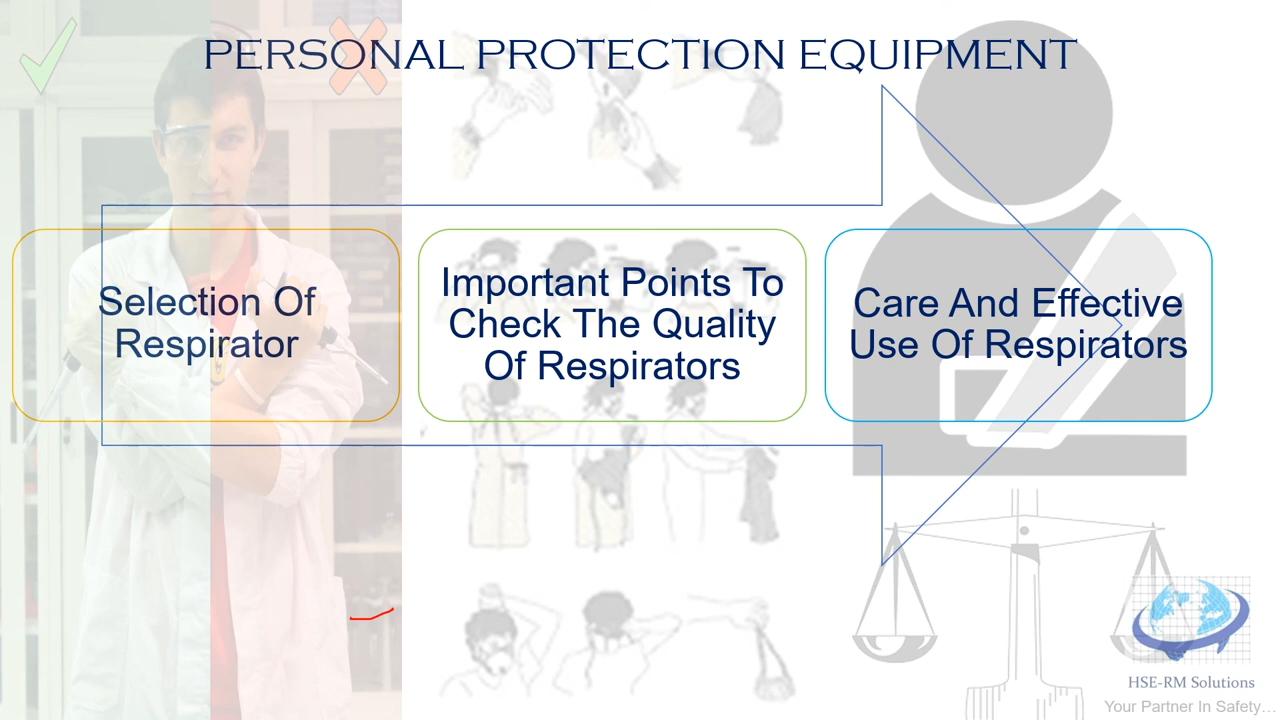 PERSONAL PROTECTION EQUIPMENT
Selection Of
Respirator
Important Points To
Check The Quality
Of Respirators
Care And Effective
Use Of Respirators
HSE-RM Solutions
Your Partner In Safety…